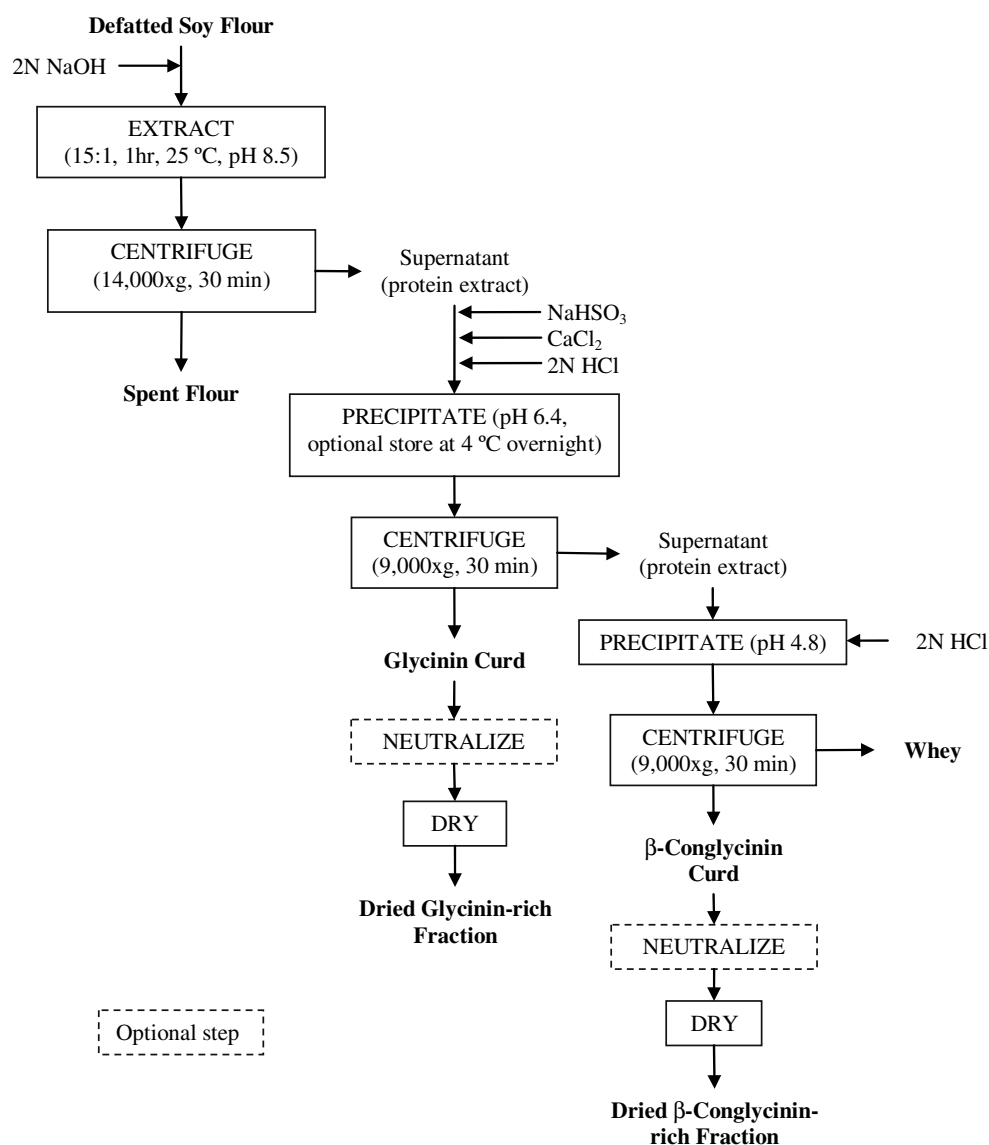 Defatted Soy Flour
2N NaOH
EXTRACT
(15:1, 1hr, 25 ºC, pH 8.5)
CENTRIFUGE
(14,000xg, 30 min)
Supernatant
(protein extract)
NaHSO₃
CaCl₂
2N HCl
Spent Flour
PRECIPITATE (pH 6.4,
optional store at 4 ºC overnight)
CENTRIFUGE
(9,000xg, 30 min)
Supernatant
(protein extract)
PRECIPITATE (pH 4.8)
2N HCl
Glycinin Curd
NEUTRALIZE
CENTRIFUGE
(9,000xg, 30 min)
Whey
DRY
β-Conglycinin
Curd
Dried Glycinin-rich
Fraction
NEUTRALIZE
Optional step
DRY
Dried β-Conglycinin-
rich Fraction